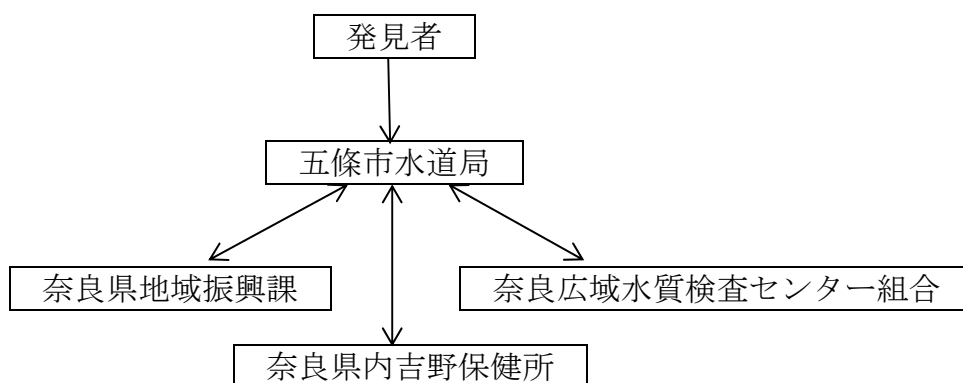 発見者
五條市水道局
奈良県地域振興課
奈良広域水質検査センター組合
奈良県内吉野保健所